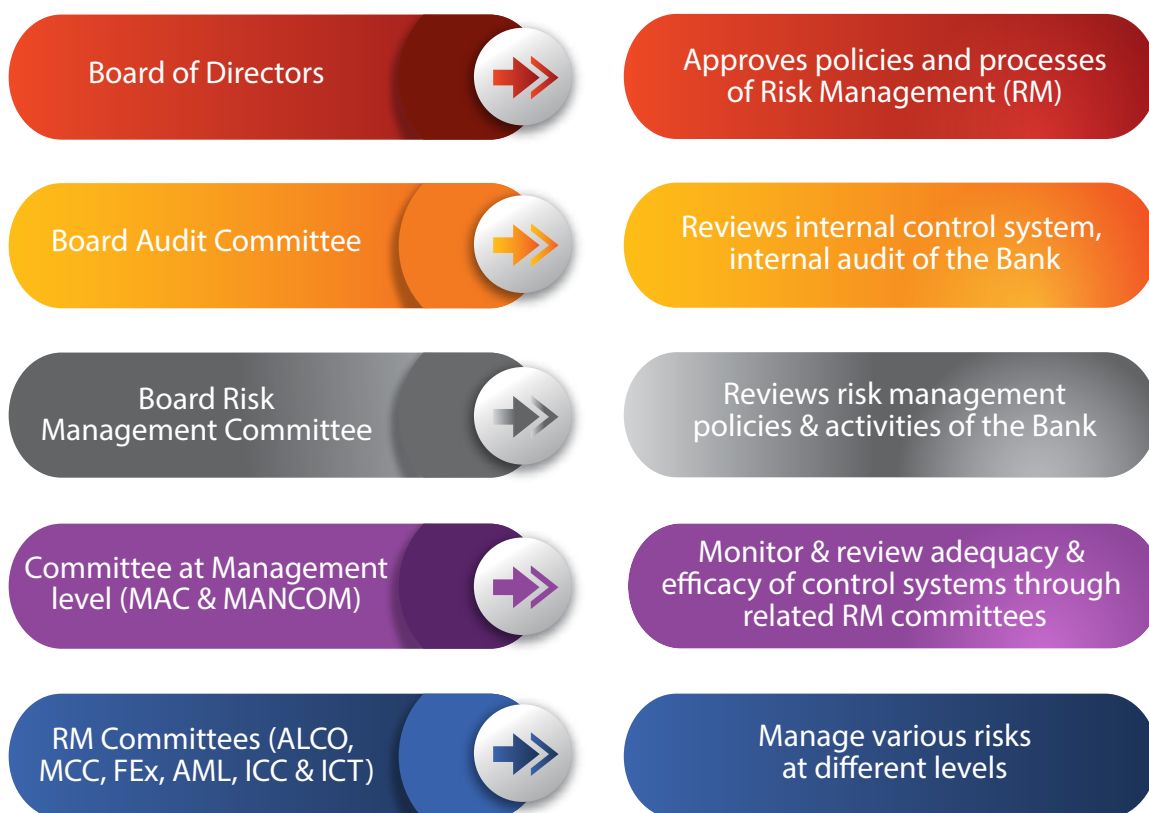 Board of Directors
Approves policies and processes
of Risk Management (RM)
Board Audit Committee
Reviews internal control system,
internal audit of the Bank
Board Risk
Management Committee
Reviews risk management
policies & activities of the Bank
Committee at Management
level (MAC & MANCOM)
Monitor & review adequacy &
efficacy of control systems through
related RM committees
RM Committees (ALCO,
MCC, FEx, AML, ICC & ICT)
Manage various risks
at different levels